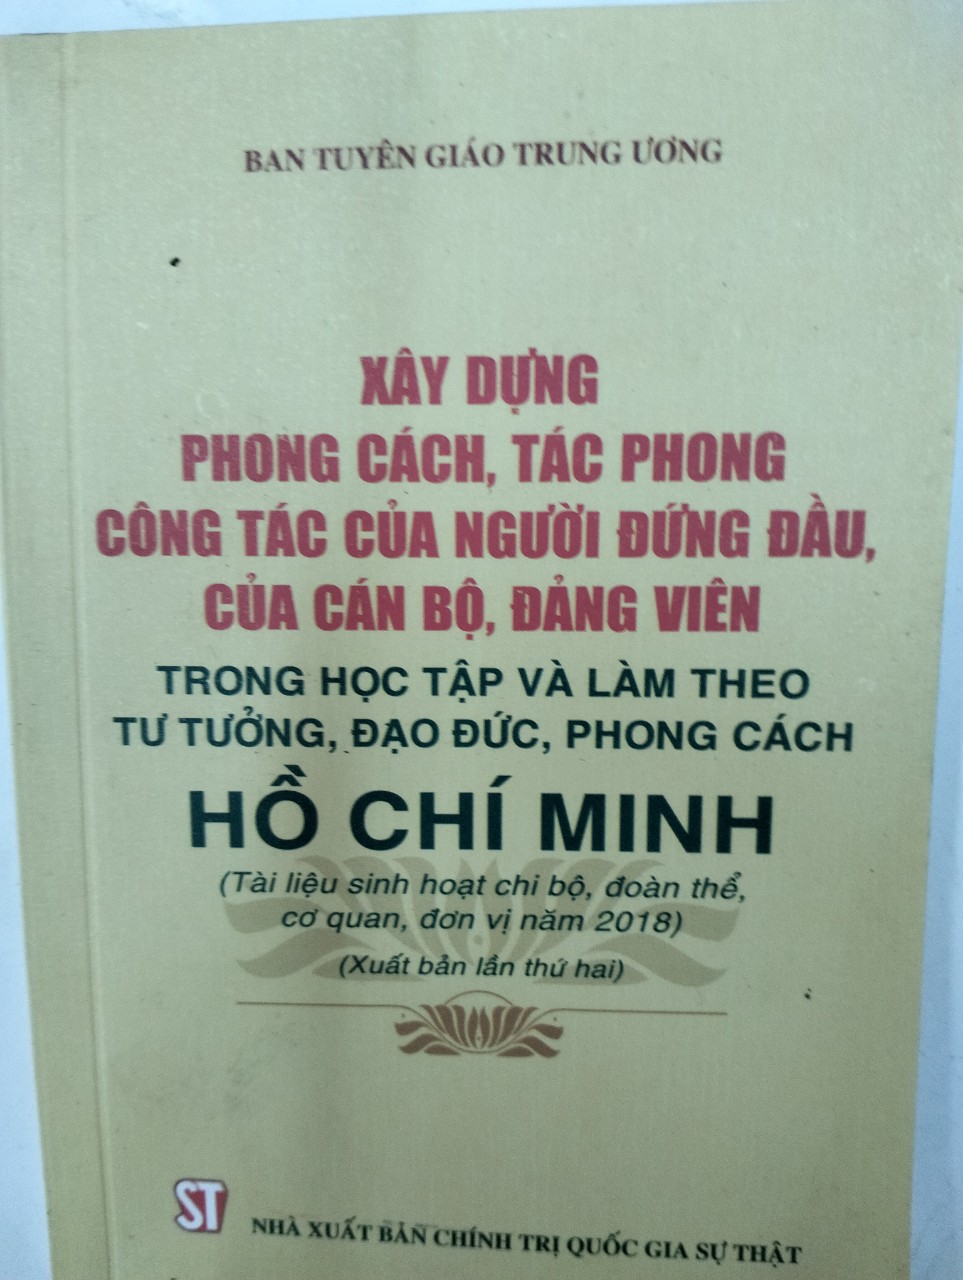 BAN TUYÊN GIÁO TRUNG ƯƠNG
XÂY DỰNG
PHONG CÁCH, TÁC PHONG
CÔNG TÁC CỦA NGƯỜI ĐỨNG ĐẦU,
CỦA CÁN BỘ, ĐẢNG VIÊN
TRONG HỌC TẬP VÀ LÀM THEO
TƯ TƯỞNG, ĐẠO ĐỨC, PHONG CÁCH
HỒ CHÍ MINH
(Tài liệu sinh hoạt chi bộ, đoàn thể,
cơ quan, đơn vị năm 2018)
(Xuất bản lần thứ hai)
ST
NHÀ XUẤT BẢN CHÍNH TRỊ QUỐC GIA SỰ THẬT